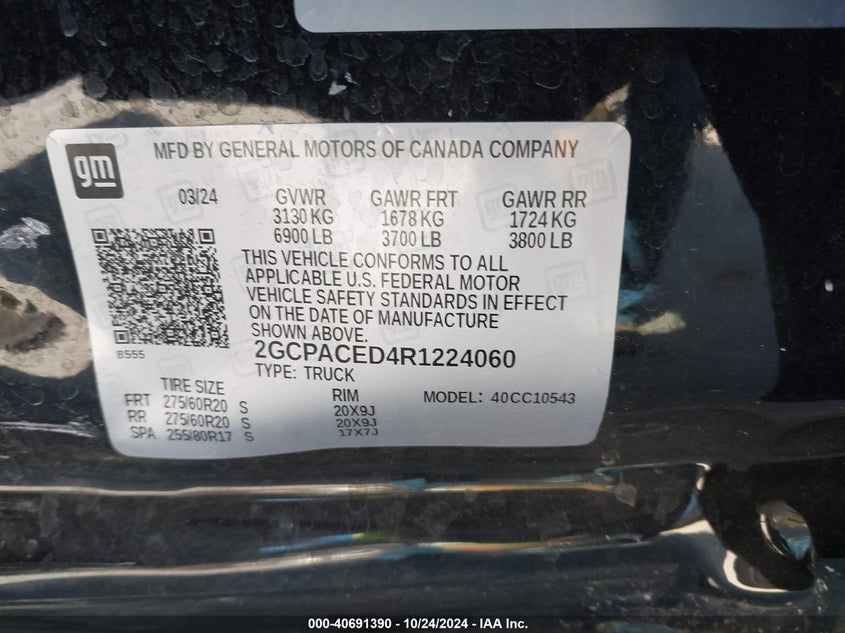 gm
MFD BY GENERAL MOTORS OF CANADA COMPANY
03/24 GVWR GAWR FRT GAWR RR
3130 KG 1678 KG 1724 KG
6900 LB 3700 LB 3800 LB
THIS VEHICLE CONFORMS TO ALL
APPLICABLE U.S. FEDERAL MOTOR
VEHICLE SAFETY STANDARDS IN EFFECT
ON THE DATE OF MANUFACTURE
SHOWN ABOVE.
8555
2GCPACED4R1224060
TYPE: TRUCK
TIRE SIZE RIM MODEL: 40CC10543
FRT 275/60R20 S 20X9J
RR 275/60R20 S 20X9J
SPA 255/80R17 S 17X7J
000-40691390 - 10/24/2024 - IAA Inc.